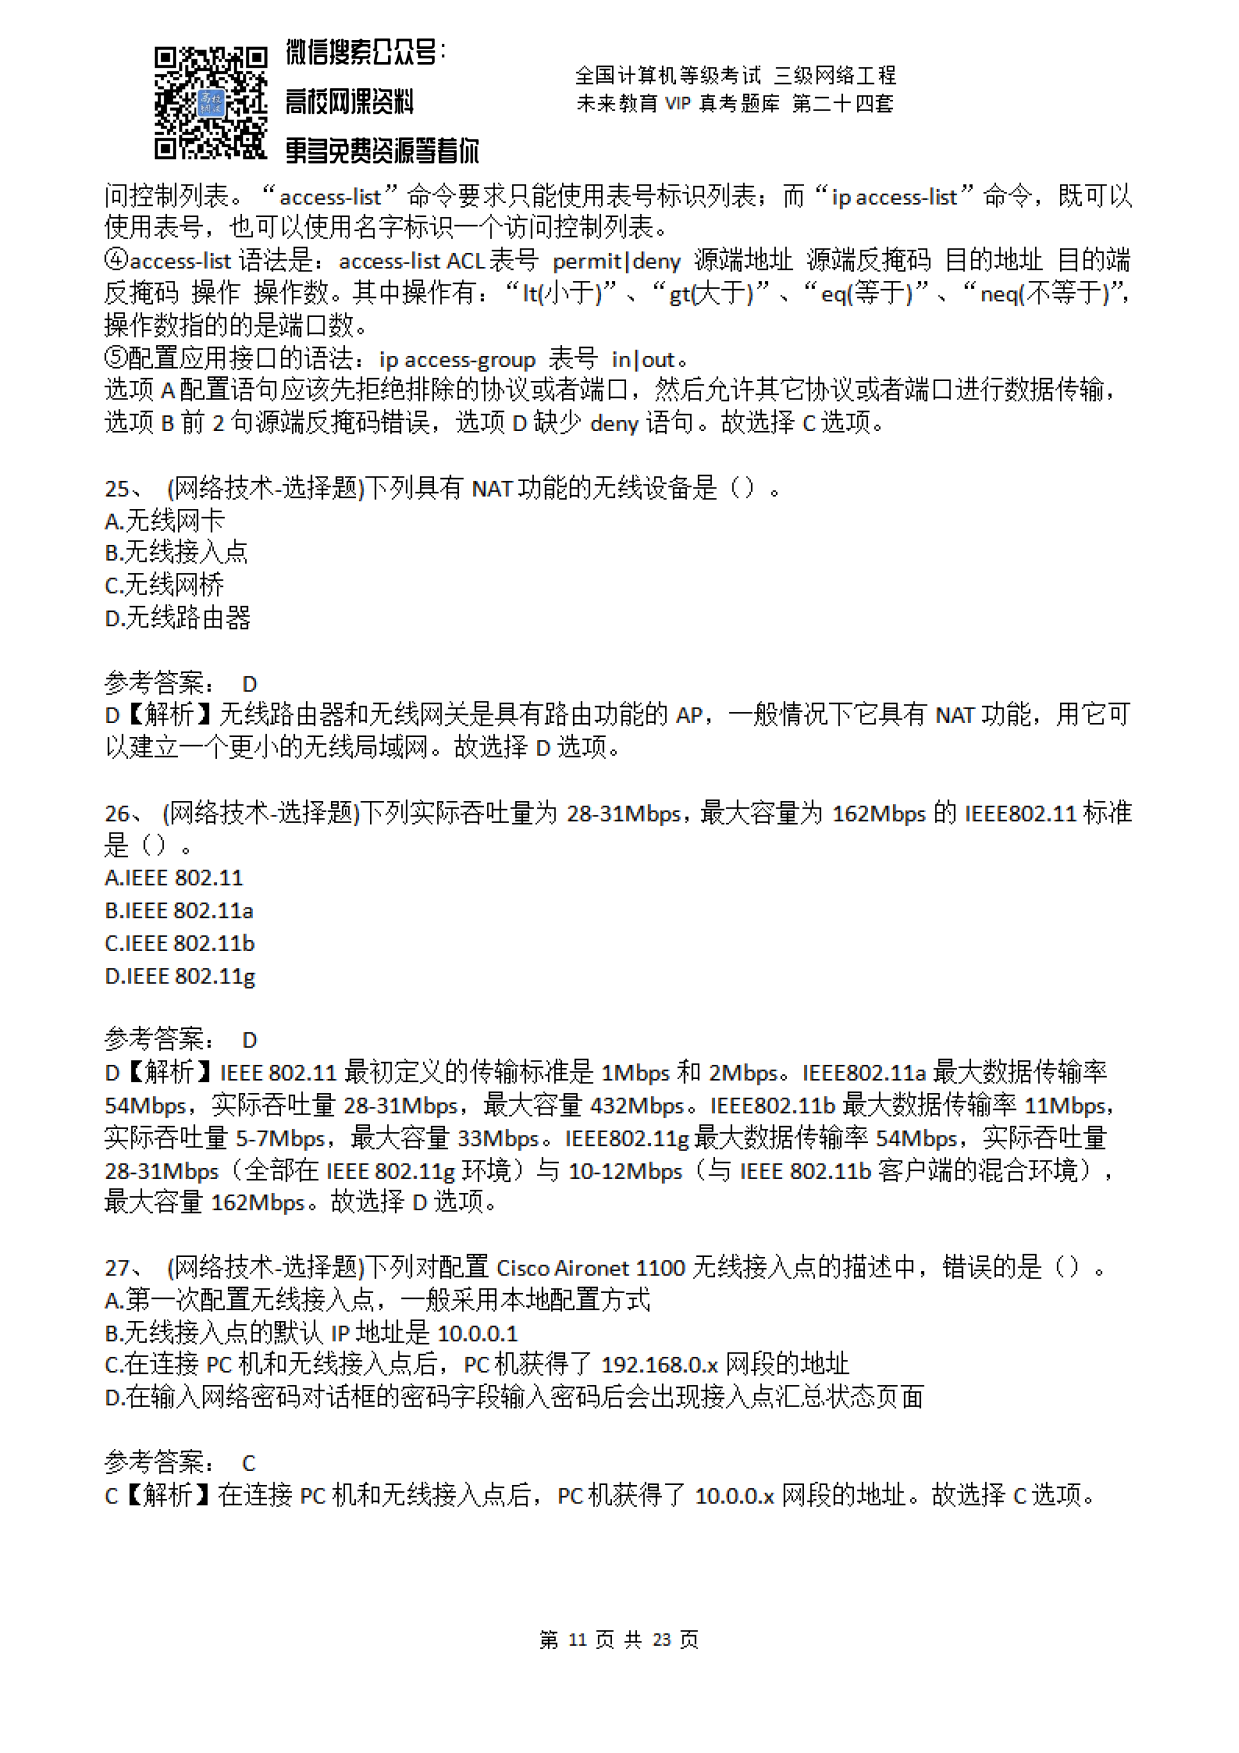 微信搜索公众号：
高校网课资料
更多免费资源等着你
全国计算机等级考试 三级网络工程
未来教育 VIP 真考题库 第二十四套
问控制列表。“access-list”命令要求只能使用表号标识列表；而“ip access-list”命令，既可以
使用表号，也可以使用名字标识一个访问控制列表。
④access-list 语法是：access-list ACL 表号 permit|deny 源端地址 源端反掩码 目的地址 目的端
反掩码 操作 操作数。其中操作有：“lt(小于)”、“gt(大于)”、“eq(等于)”、“neq(不等于)”，
操作数指的的是端口数。
⑤配置应用接口的语法：ip access-group 表号 in|out。
选项 A 配置语句应该先拒绝排除的协议或者端口，然后允许其它协议或者端口进行数据传输，
选项 B 前 2 句源端反掩码错误，选项 D 缺少 deny 语句。故选择 C 选项。
25、 (网络技术-选择题)下列具有 NAT 功能的无线设备是（）。
A.无线网卡
B.无线接入点
C.无线网桥
D.无线路由器
参考答案： D
D【解析】无线路由器和无线网关是具有路由功能的 AP，一般情况下它具有 NAT 功能，用它可
以建立一个更小的无线局域网。故选择 D 选项。
26、 (网络技术-选择题)下列实际吞吐量为 28-31Mbps，最大容量为 162Mbps 的 IEEE802.11 标准
是（）。
A.IEEE 802.11
B.IEEE 802.11a
C.IEEE 802.11b
D.IEEE 802.11g
参考答案： D
D【解析】IEEE 802.11 最初定义的传输标准是 1Mbps 和 2Mbps。IEEE802.11a 最大数据传输率
54Mbps，实际吞吐量 28-31Mbps，最大容量 432Mbps。IEEE802.11b 最大数据传输率 11Mbps，
实际吞吐量 5-7Mbps，最大容量 33Mbps。IEEE802.11g 最大数据传输率 54Mbps，实际吞吐量
28-31Mbps（全部在 IEEE 802.11g 环境）与 10-12Mbps（与 IEEE 802.11b 客户端的混合环境），
最大容量 162Mbps。故选择 D 选项。
27、 (网络技术-选择题)下列对配置 Cisco Aironet 1100 无线接入点的描述中，错误的是（）。
A.第一次配置无线接入点，一般采用本地配置方式
B.无线接入点的默认 IP 地址是 10.0.0.1
C.在连接 PC 机和无线接入点后，PC 机获得了 192.168.0.x 网段的地址
D.在输入网络密码对话框的密码字段输入密码后会出现接入点汇总状态页面
参考答案： C
C【解析】在连接 PC 机和无线接入点后，PC 机获得了 10.0.0.x 网段的地址。故选择 C 选项。
第 11 页 共 23 页